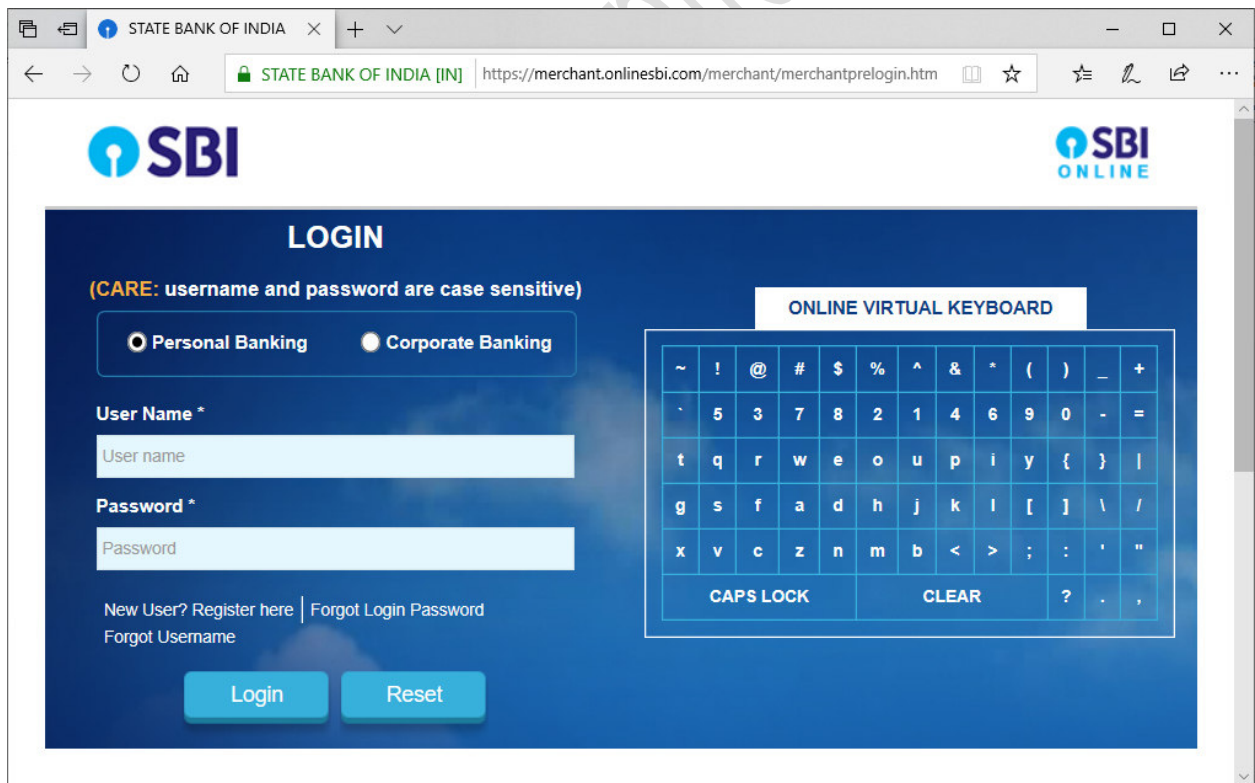 STATE BANK OF INDIA
STATE BANK OF INDIA [IN] https://merchant.onlinesbi.com/merchant/merchantprelogin.htm
SBI
SBI
ONLINE
LOGIN
(CARE: username and password are case sensitive)
Personal Banking Corporate Banking
User Name *
User name
Password *
Password
New User? Register here | Forgot Login Password
Forgot Username
Login Reset
ONLINE VIRTUAL KEYBOARD
~ ! @ # $ % ^ & * ( ) _ +
` 5 3 7 8 2 1 4 6 9 0 - =
t q r w e o u p i y { } |
g s f a d h j k l [ ] \ /
x v c z n m b < > ; : ' "
CAPS LOCK CLEAR ? . ,